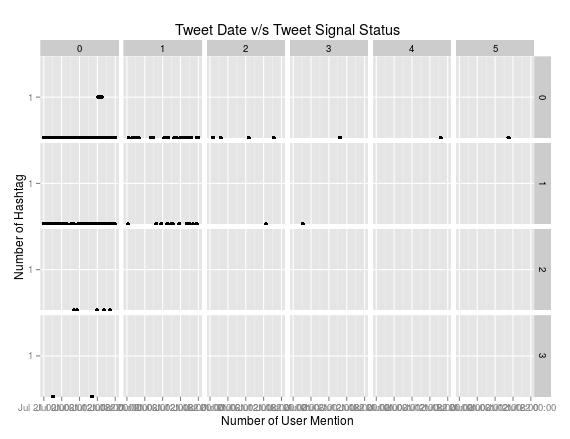 Tweet Date v/s Tweet Signal Status
0 1 2 3 4 5
1 0
1 1
1 2
1 3
Number of Hashtag
Number of User Mention